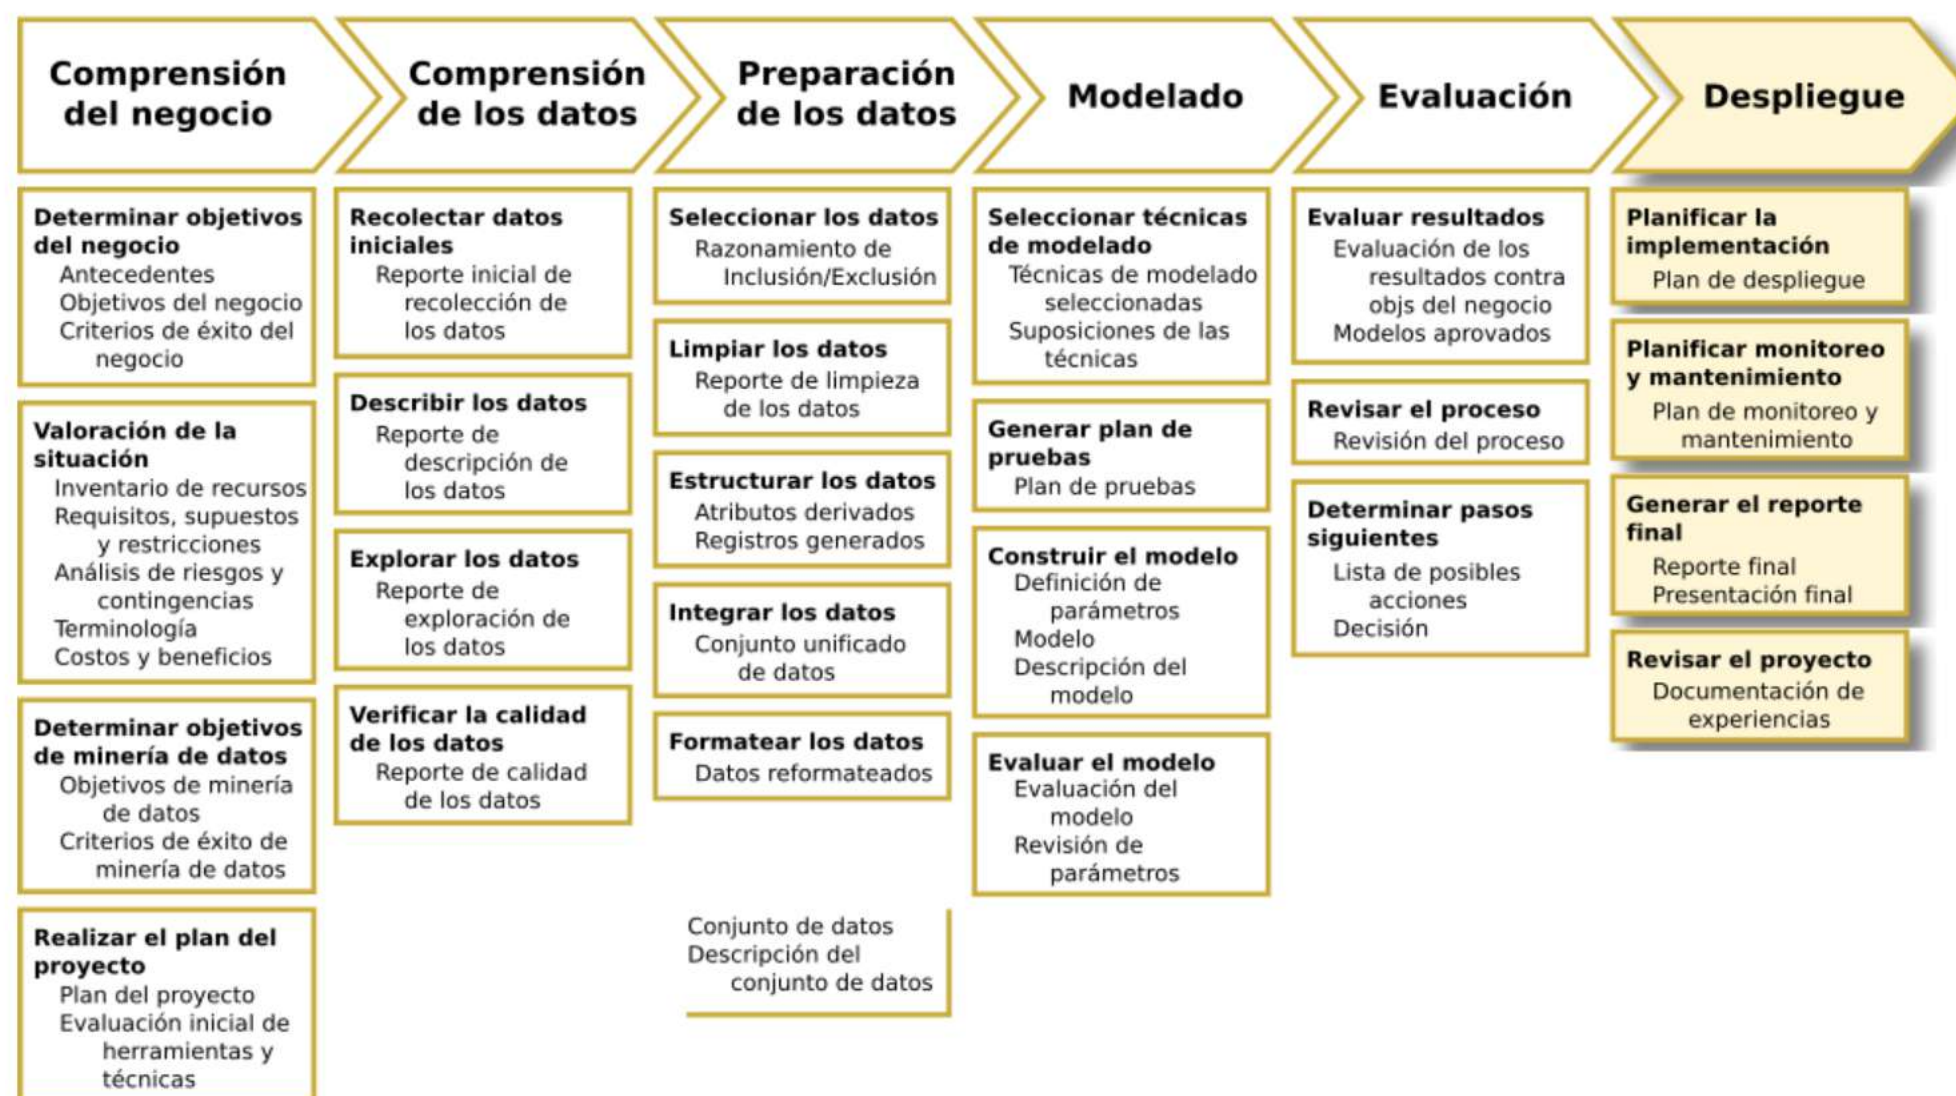 Comprensión
del negocio
Comprensión
de los datos
Preparación
de los datos
Modelado
Evaluación
Despliegue
Determinar objetivos
del negocio
Antecedentes
Objetivos del negocio
Criterios de éxito del
negocio
Valoración de la
situación
Inventario de recursos
Requisitos, supuestos
y restricciones
Análisis de riesgos y
contingencias
Terminología
Costos y beneficios
Determinar objetivos
de minería de datos
Objetivos de minería
de datos
Criterios de éxito de
minería de datos
Realizar el plan del
proyecto
Plan del proyecto
Evaluación inicial de
herramientas y
técnicas
Recolectar datos
iniciales
Reporte inicial de
recolección de
los datos
Describir los datos
Reporte de
descripción de
los datos
Explorar los datos
Reporte de
exploración de
los datos
Verificar la calidad
de los datos
Reporte de calidad
de los datos
Seleccionar los datos
Razonamiento de
Inclusión/Exclusión
Limpiar los datos
Reporte de limpieza
de los datos
Estructurar los datos
Atributos derivados
Registros generados
Integrar los datos
Conjunto unificado
de datos
Formatear los datos
Datos reformateados
Conjunto de datos
Descripción del
conjunto de datos
Seleccionar técnicas
de modelado
Técnicas de modelado
seleccionadas
Suposiciones de las
técnicas
Generar plan de
pruebas
Plan de pruebas
Construir el modelo
Definición de
parámetros
Modelo
Descripción del
modelo
Evaluar el modelo
Evaluación del
modelo
Revisión de
parámetros
Evaluar resultados
Evaluación de los
resultados contra
objs del negocio
Modelos aprovados
Revisar el proceso
Revisión del proceso
Determinar pasos
siguientes
Lista de posibles
acciones
Decisión
Planificar la
implementación
Plan de despliegue
Planificar monitoreo
y mantenimiento
Plan de monitoreo y
mantenimiento
Generar el reporte
final
Reporte final
Presentación final
Revisar el proyecto
Documentación de
experiencias